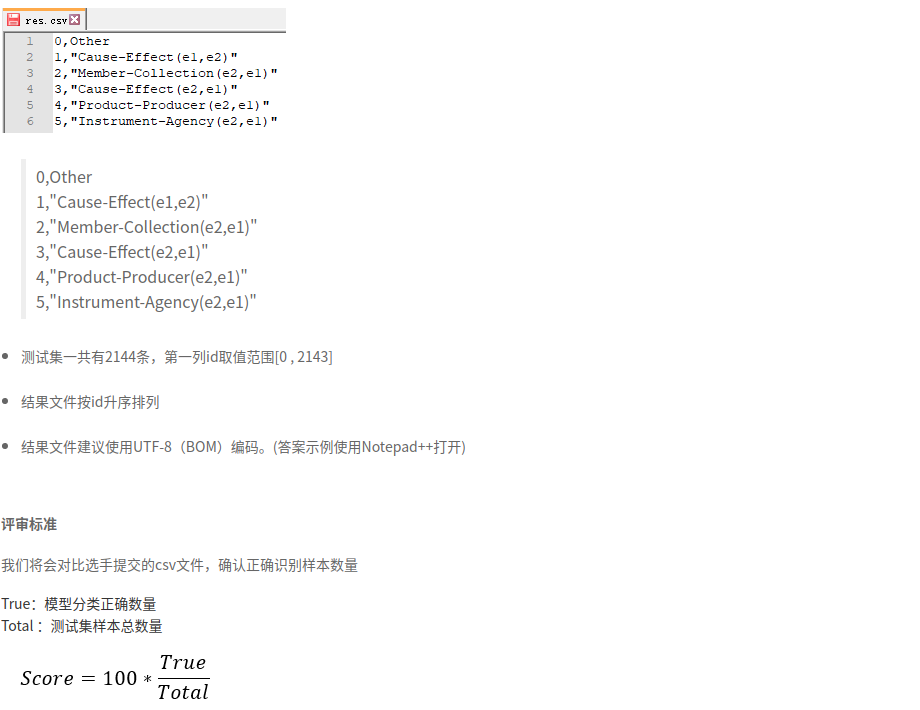 res.csv
1 0,Other
2 1,"Cause-Effect(e1,e2)"
3 2,"Member-Collection(e2,e1)"
4 3,"Cause-Effect(e2,e1)"
5 4,"Product-Producer(e2,e1)"
6 5,"Instrument-Agency(e2,e1)"
0,Other
1,"Cause-Effect(e1,e2)"
2,"Member-Collection(e2,e1)"
3,"Cause-Effect(e2,e1)"
4,"Product-Producer(e2,e1)"
5,"Instrument-Agency(e2,e1)"
测试集一共有2144条，第一列id取值范围[0 , 2143]
结果文件按id升序排列
结果文件建议使用UTF-8（BOM）编码。(答案示例使用Notepad++打开)
评审标准
我们将会对比选手提交的csv文件，确认正确识别样本数量
True：模型分类正确数量
Total ：测试集样本总数量
Score = 100 * True / Total